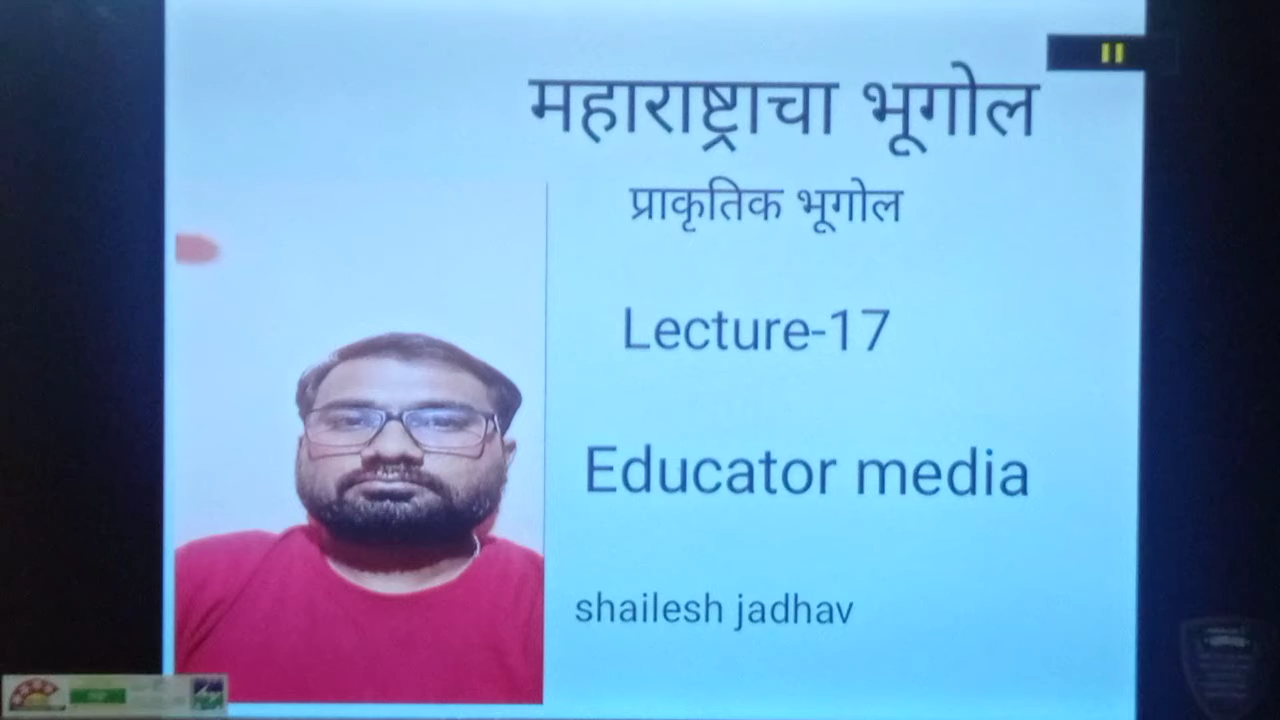 महाराष्ट्राचा भूगोल
प्राकृतिक भूगोल
Lecture-17
Educator media
shailesh jadhav